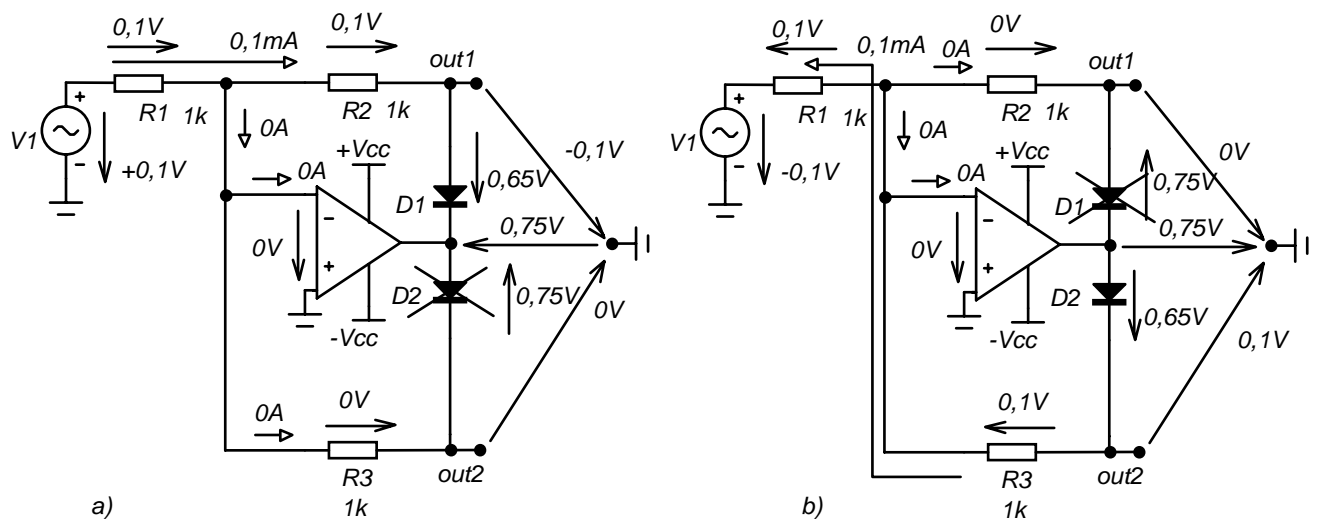 0,1V
0,1mA
0,1V
out1
R1 1k
R2 1k
V1
+
−
+0,1V
0A
0A
+Vcc
−
+
0V
-Vcc
D1
0,65V
0,75V
D2
0,75V
-0,1V
0V
0A
0V
R3
1k
out2
a)
0,1V
0,1mA
0A
0V
out1
R1 1k
R2 1k
V1
+
−
-0,1V
0A
0A
+Vcc
−
+
0V
-Vcc
D1
0,75V
0,75V
D2
0,65V
0V
0,1V
0,1V
R3
1k
out2
b)